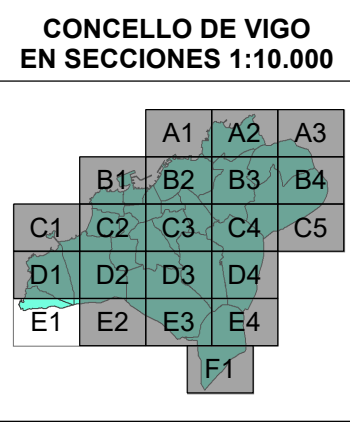 CONCELLO DE VIGO
EN SECCIONES 1:10.000
A1 A2 A3
B1 B2 B3 B4
C1 C2 C3 C4 C5
D1 D2 D3 D4
E1 E2 E3 E4
F1